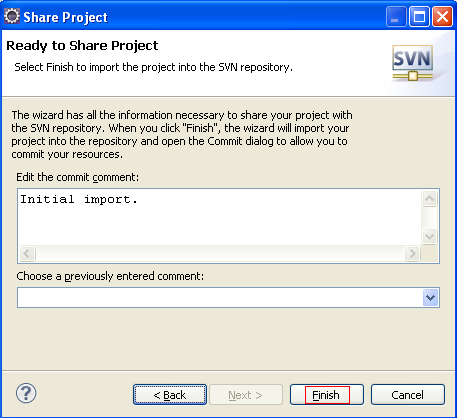 Share Project
Ready to Share Project
Select Finish to import the project into the SVN repository.
SVN
The wizard has all the information necessary to share your project with
the SVN repository. When you click "Finish", the wizard will import your
project into the repository and open the Commit dialog to allow you to
commit your resources.
Edit the commit comment:
Initial import.
Choose a previously entered comment:
?
< Back
Next >
Finish
Cancel